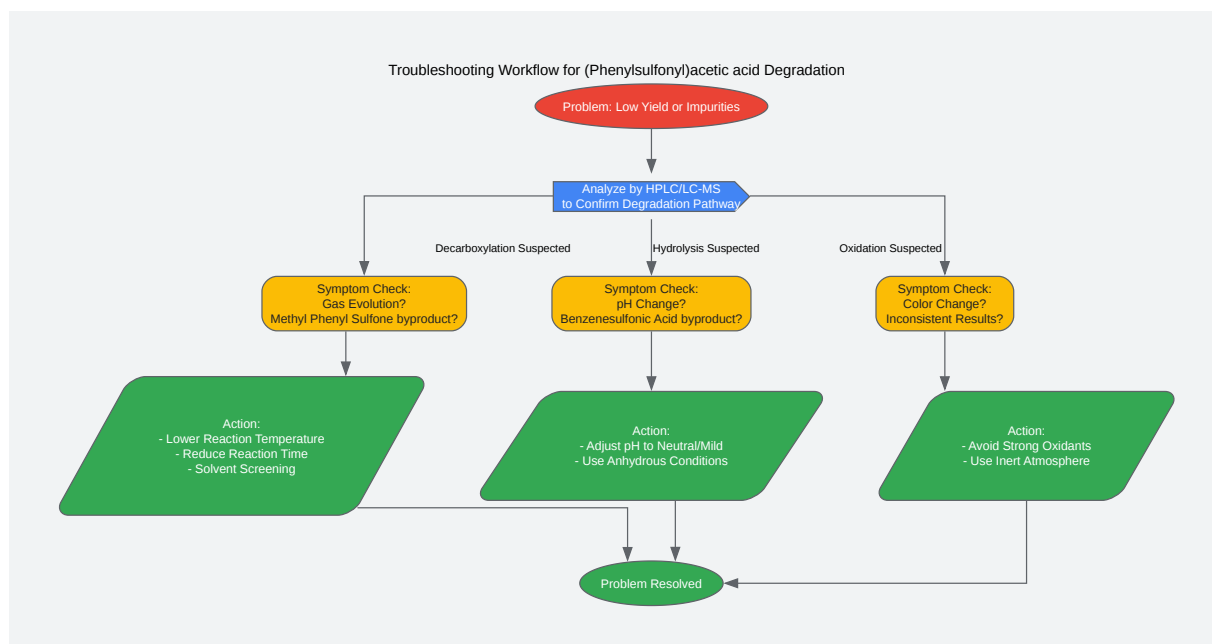 Troubleshooting Workflow for (Phenylsulfonyl)acetic acid Degradation
Problem: Low Yield or Impurities
Analyze by HPLC/LC-MS
to Confirm Degradation Pathway
Decarboxylation Suspected
Hydrolysis Suspected
Oxidation Suspected
Symptom Check:
Gas Evolution?
Methyl Phenyl Sulfone byproduct?
Symptom Check:
pH Change?
Benzenesulfonic Acid byproduct?
Symptom Check:
Color Change?
Inconsistent Results?
Action:
- Lower Reaction Temperature
- Reduce Reaction Time
- Solvent Screening
Action:
- Adjust pH to Neutral/Mild
- Use Anhydrous Conditions
Action:
- Avoid Strong Oxidants
- Use Inert Atmosphere
Problem Resolved